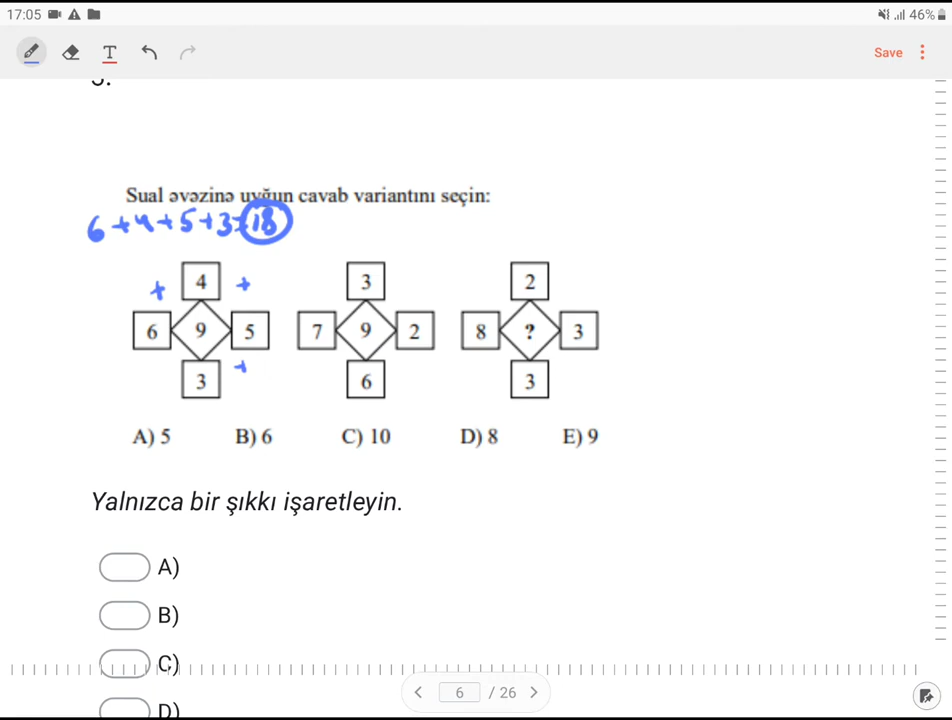 17:05 46%
T Save
5.
Sual əvəzinə uyğun cavab variantını seçin:
6+4+5+3=18
4 3 2
+ +
6 9 5 7 9 2 8 ? 3
+
3 6 3
A) 5 B) 6 C) 10 D) 8 E) 9
Yalnızca bir şıkkı işaretleyin.
A)
B)
C)
D)
6 / 26